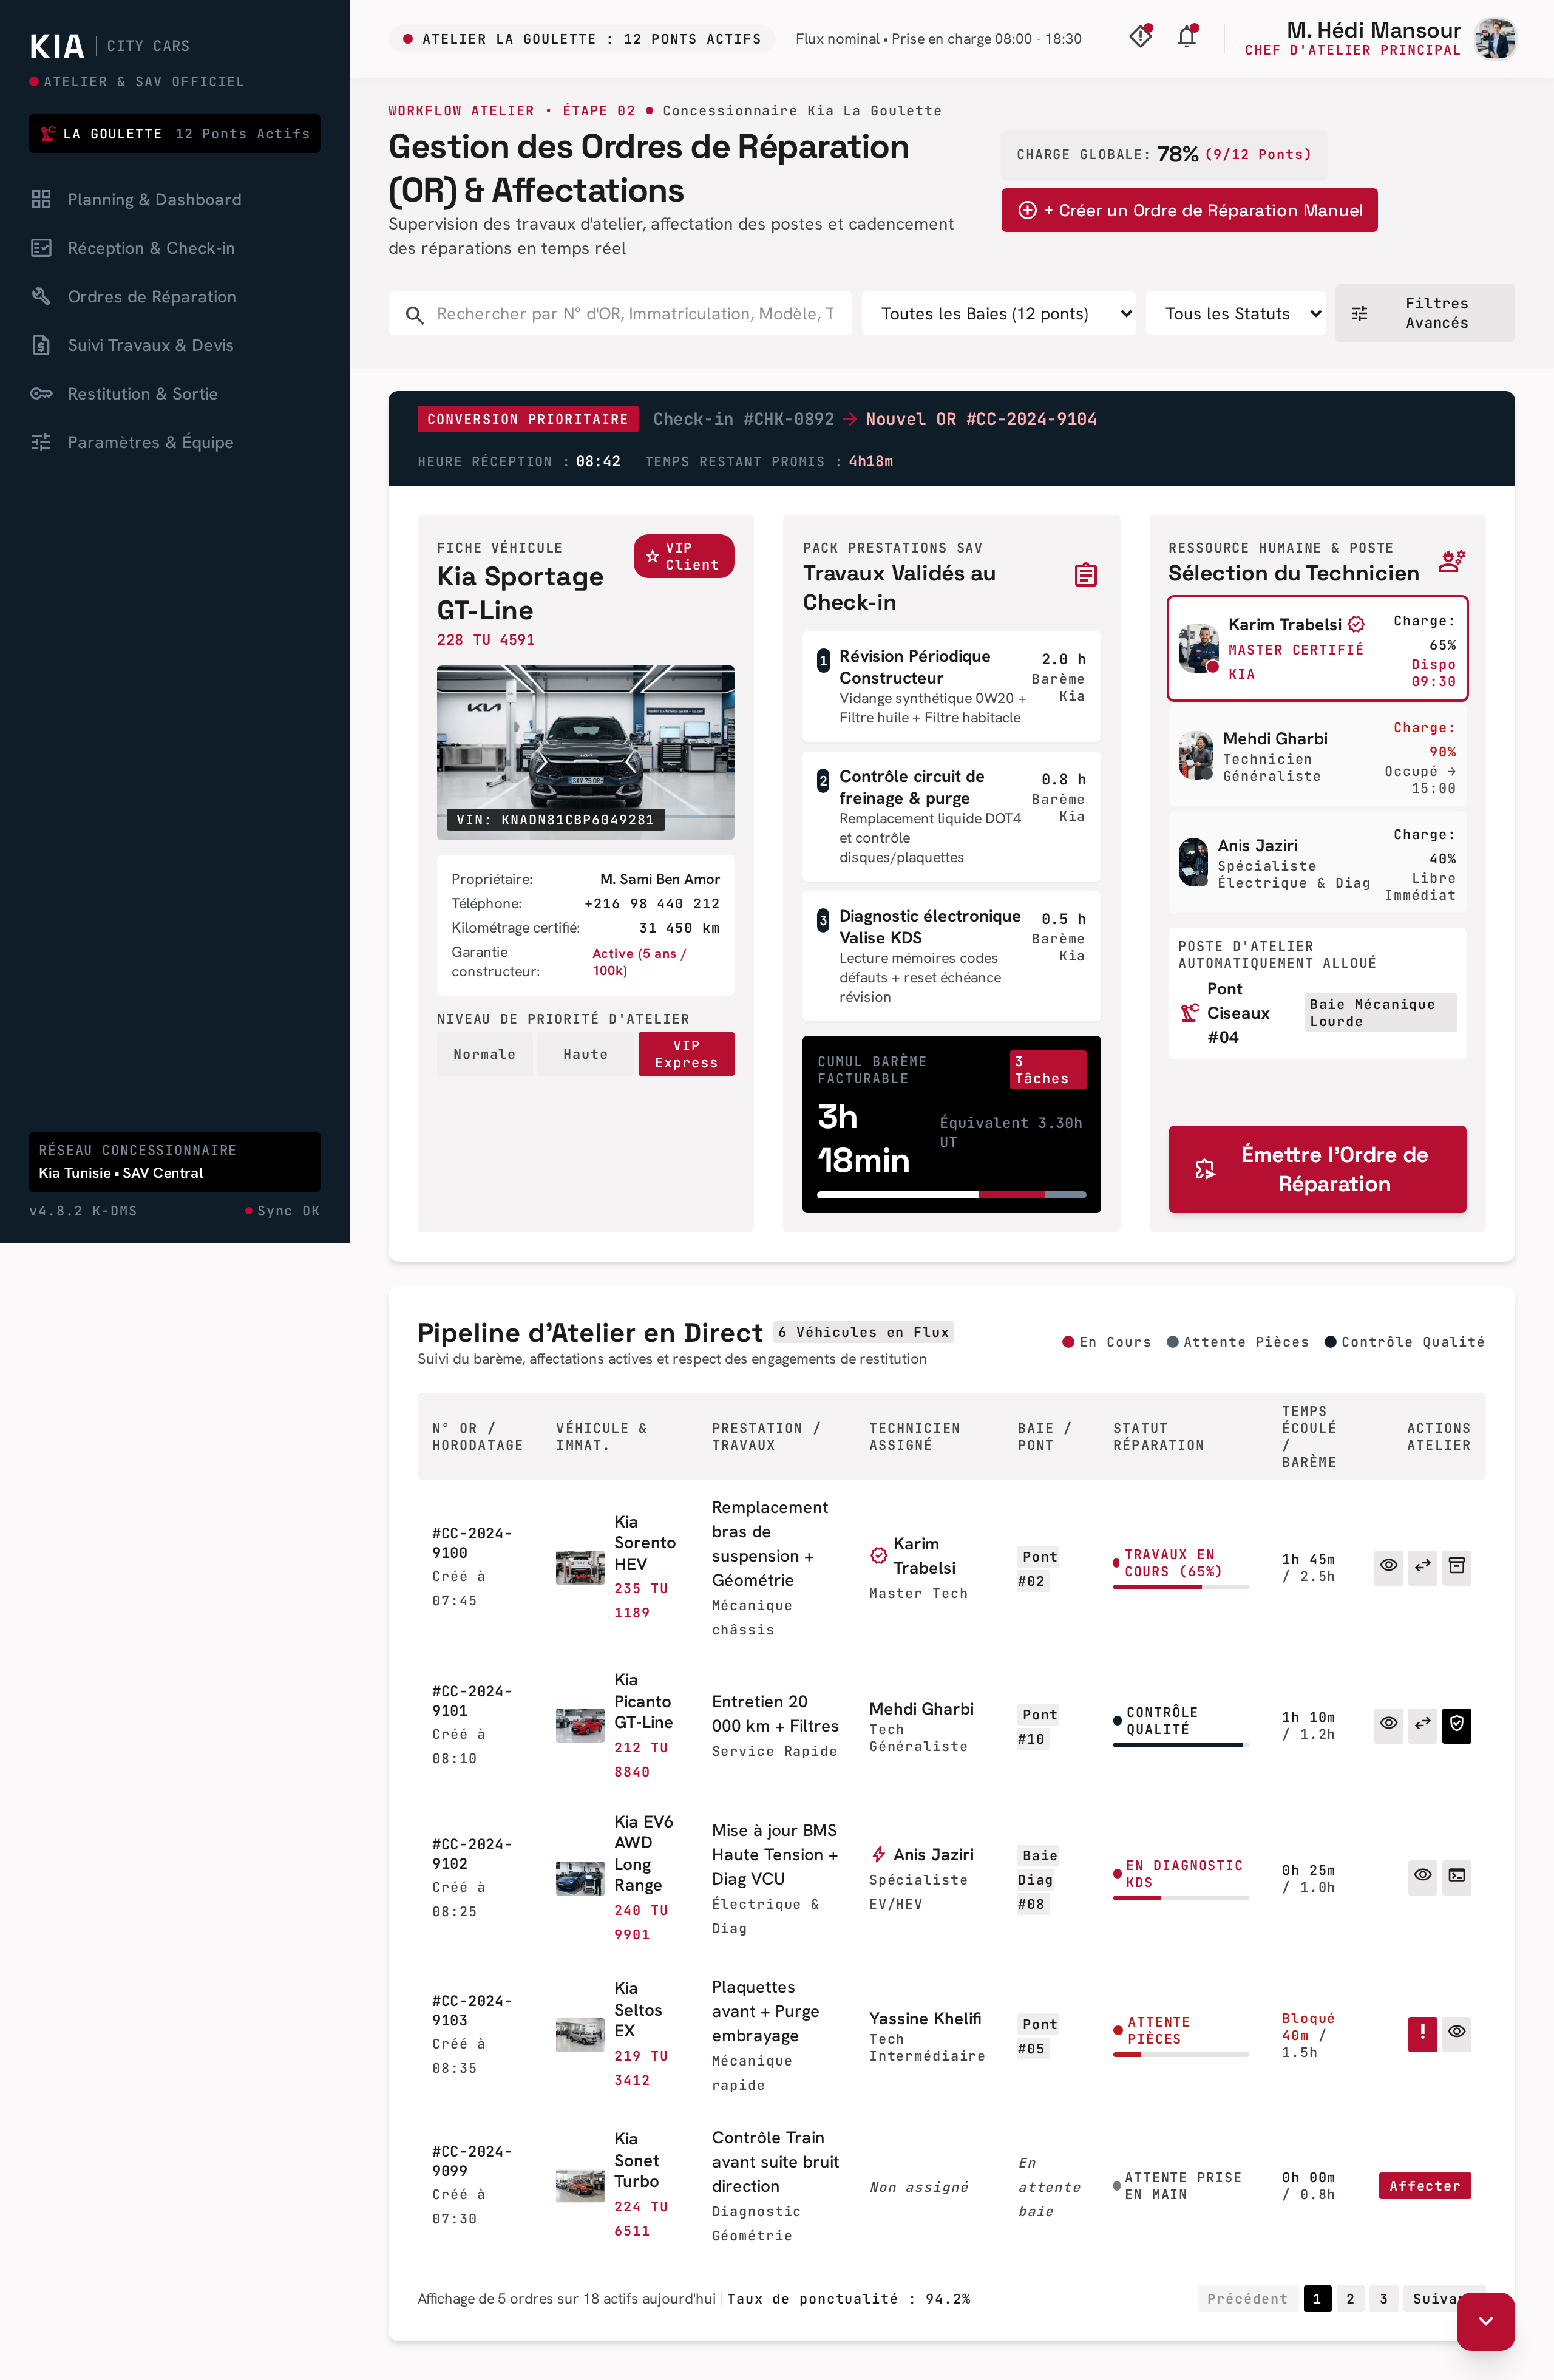 KIA CITY CARS
ATELIER & SAV OFFICIEL
LA GOULETTE 12 Ponts Actifs
Planning & Dashboard
Réception & Check-in
Ordres de Réparation
Suivi Travaux & Devis
Restitution & Sortie
Paramètres & Équipe
RÉSEAU CONCESSIONNAIRE
Kia Tunisie • SAV Central
v4.8.2 K-DMS Sync OK
ATELIER LA GOULETTE : 12 PONTS ACTIFS Flux nominal • Prise en charge 08:00 - 18:30
M. Hédi Mansour
CHEF D'ATELIER PRINCIPAL
WORKFLOW ATELIER • ÉTAPE 02 Concessionnaire Kia La Goulette
Gestion des Ordres de Réparation
(OR) & Affectations
Supervision des travaux d'atelier, affectation des postes et cadencement
des réparations en temps réel
CHARGE GLOBALE: 78% (9/12 Ponts)
+ Créer un Ordre de Réparation Manuel
Rechercher par N° d'OR, Immatriculation, Modèle, T
Toutes les Baies (12 ponts)
Tous les Statuts
Filtres
Avancés
CONVERSION PRIORITAIRE Check-in #CHK-0892 → Nouvel OR #CC-2024-9104
HEURE RÉCEPTION : 08:42 TEMPS RESTANT PROMIS : 4h18m
FICHE VÉHICULE
Kia Sportage
GT-Line
228 TU 4591
VIP
Client
VIN: KNADN81CBP6049281
Propriétaire: M. Sami Ben Amor
Téléphone: +216 98 440 212
Kilométrage certifié: 31 450 km
Garantie
constructeur:
Active (5 ans /
100k)
NIVEAU DE PRIORITÉ D'ATELIER
Normale
Haute
VIP
Express
PACK PRESTATIONS SAV
Travaux Validés au
Check-in
1
Révision Périodique
Constructeur
Vidange synthétique 0W20 +
Filtre huile + Filtre habitacle
2.0 h
Barème
Kia
2
Contrôle circuit de
freinage & purge
Remplacement liquide DOT4
et contrôle
disques/plaquettes
0.8 h
Barème
Kia
3
Diagnostic électronique
Valise KDS
Lecture mémoires codes
défauts + reset échéance
révision
0.5 h
Barème
Kia
CUMUL BARÈME
FACTURABLE
3
Tâches
3h
18min
Équivalent 3.30h
UT
RESSOURCE HUMAINE & POSTE
Sélection du Technicien
Karim Trabelsi
MASTER CERTIFIÉ
KIA
Charge:
65%
Dispo
09:30
Mehdi Gharbi
Technicien
Généraliste
Charge:
90%
Occupé →
15:00
Anis Jaziri
Spécialiste
Électrique & Diag
Charge:
40%
Libre
Immédiat
POSTE D'ATELIER
AUTOMATIQUEMENT ALLOUÉ
Pont
Ciseaux
#04
Baie Mécanique
Lourde
Émettre l'Ordre de
Réparation
Pipeline d'Atelier en Direct 6 Véhicules en Flux
Suivi du barème, affectations actives et respect des engagements de restitution
En Cours Attente Pièces Contrôle Qualité
N° OR /
HORODATAGE
VÉHICULE &
IMMAT.
PRESTATION /
TRAVAUX
TECHNICIEN
ASSIGNÉ
BAIE /
PONT
STATUT
RÉPARATION
TEMPS
ÉCOULÉ
/
BARÈME
ACTIONS
ATELIER
#CC-2024-
9100
Créé à
07:45
Kia
Sorento
HEV
235 TU
1189
Remplacement
bras de
suspension +
Géométrie
Mécanique
châssis
Karim
Trabelsi
Master Tech
Pont
#02
TRAVAUX EN
COURS (65%)
1h 45m
/ 2.5h
#CC-2024-
9101
Créé à
08:10
Kia
Picanto
GT-Line
212 TU
8840
Entretien 20
000 km + Filtres
Service Rapide
Mehdi Gharbi
Tech
Généraliste
Pont
#10
CONTRÔLE
QUALITÉ
1h 10m
/ 1.2h
#CC-2024-
9102
Créé à
08:25
Kia EV6
AWD
Long
Range
240 TU
9901
Mise à jour BMS
Haute Tension +
Diag VCU
Électrique &
Diag
Anis Jaziri
Spécialiste
EV/HEV
Baie
Diag
#08
EN DIAGNOSTIC
KDS
0h 25m
/ 1.0h
#CC-2024-
9103
Créé à
08:35
Kia
Seltos
EX
219 TU
3412
Plaquettes
avant + Purge
embrayage
Mécanique
rapide
Yassine Khelifi
Tech
Intermédiaire
Pont
#05
ATTENTE
PIÈCES
Bloqué
40m /
1.5h
#CC-2024-
9099
Créé à
07:30
Kia
Sonet
Turbo
224 TU
6511
Contrôle Train
avant suite bruit
direction
Diagnostic
Géométrie
Non assigné
En
attente
baie
ATTENTE PRISE
EN MAIN
0h 00m
/ 0.8h
Affecter
Affichage de 5 ordres sur 18 actifs aujourd'hui Taux de ponctualité : 94.2%
Précédent 1 2 3